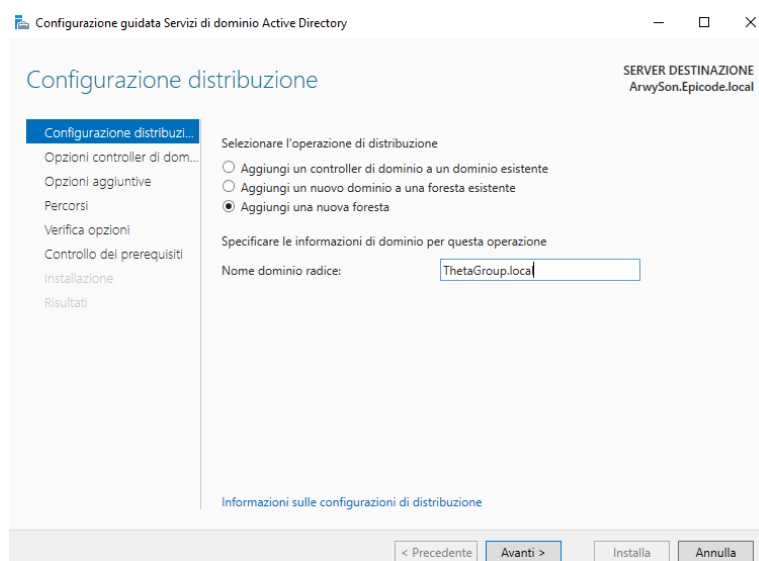 Configurazione guidata Servizi di dominio Active Directory
Configurazione distribuzione
SERVER DESTINAZIONE
ArwySon.Epicode.local
Configurazione distribuzi...
Opzioni controller di dom...
Opzioni aggiuntive
Percorsi
Verifica opzioni
Controllo dei prerequisiti
Installazione
Risultati
Selezionare l'operazione di distribuzione
Aggiungi un controller di dominio a un dominio esistente
Aggiungi un nuovo dominio a una foresta esistente
Aggiungi una nuova foresta
Specificare le informazioni di dominio per questa operazione
Nome dominio radice: ThetaGroup.local
Informazioni sulle configurazioni di distribuzione
< Precedente Avanti > Installa Annulla